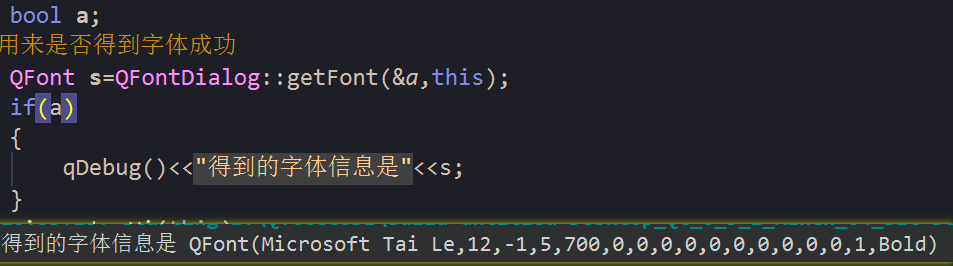 bool a;
用来是否得到字体成功
QFont s=QFontDialog::getFont(&a,this);
if(a)
{
qDebug()<<"得到的字体信息是"<<s;
}
得到的字体信息是 QFont(Microsoft Tai Le,12,-1,5,700,0,0,0,0,0,0,0,0,0,0,1,Bold)